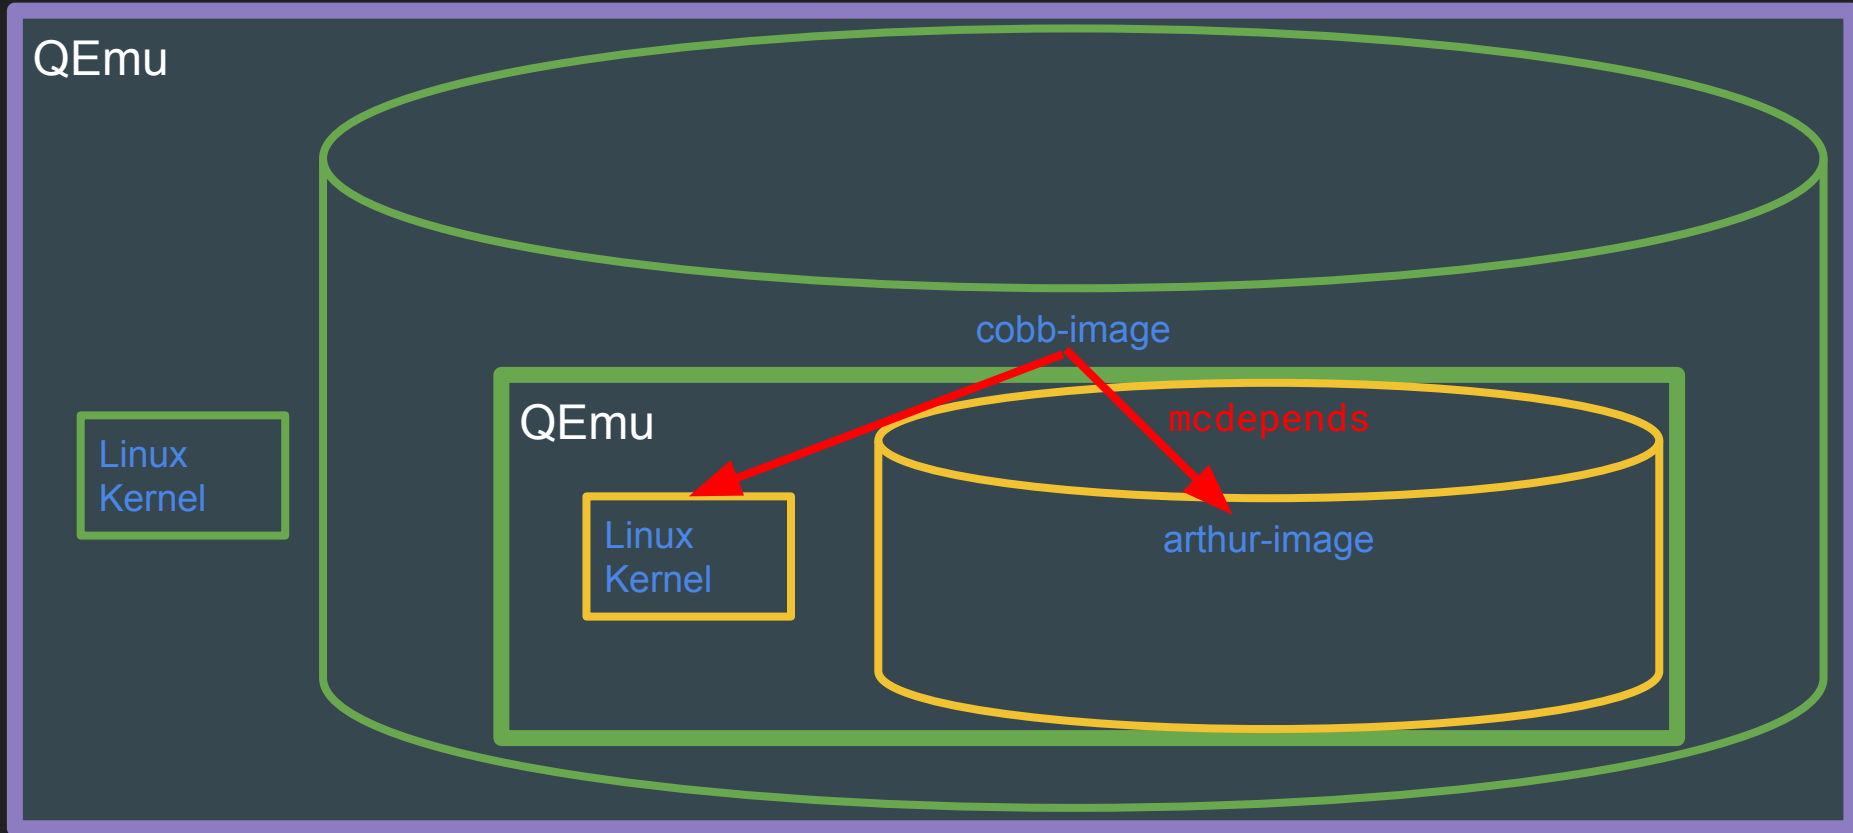 QEmu
cobb-image
QEmu
mcdepends
Linux
Kernel
Linux
Kernel
arthur-image